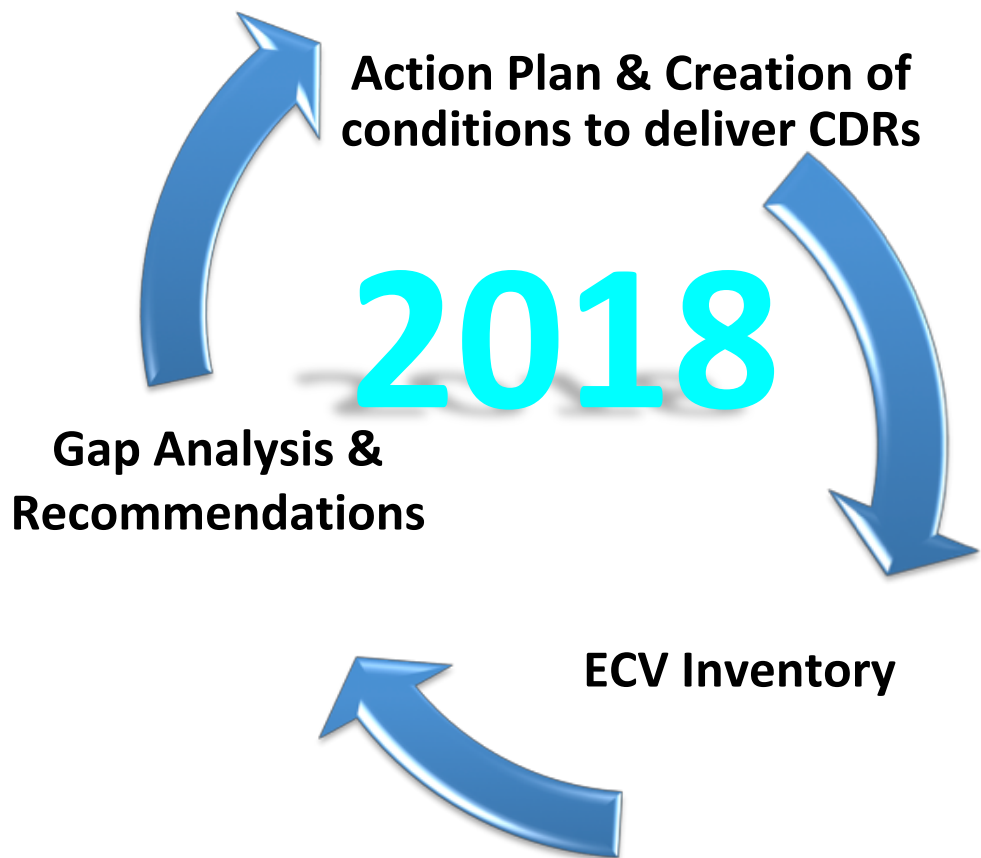 Action Plan & Creation of
conditions to deliver CDRs
2018
Gap Analysis &
Recommendations
ECV Inventory